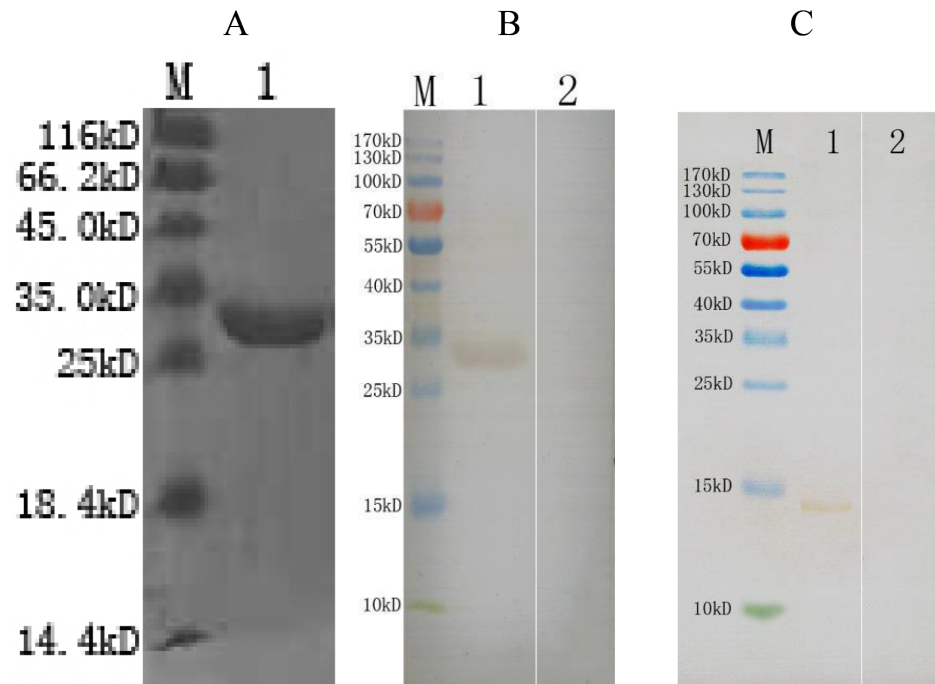 A
B
C
M 1
116kD
66.2kD
45.0kD
35.0kD
25kD
18.4kD
14.4kD
M 1 2
170kD
130kD
100kD
70kD
55kD
40kD
35kD
25kD
15kD
10kD
M 1 2
170kD
130kD
100kD
70kD
55kD
40kD
35kD
25kD
15kD
10kD